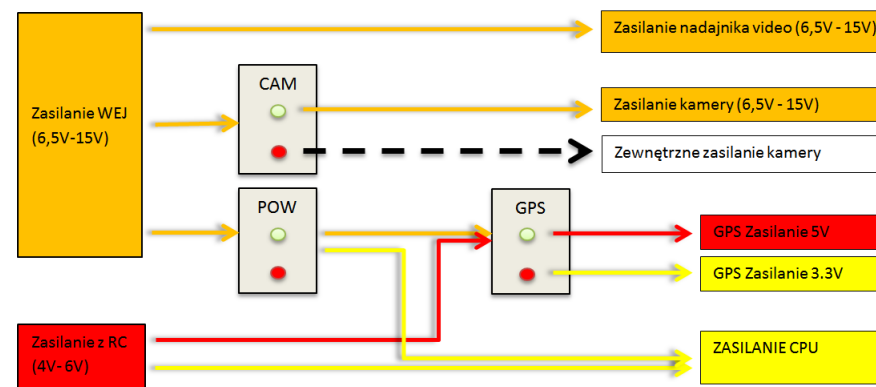 Zasilanie WEJ
(6,5V-15V)
Zasilanie z RC
(4V- 6V)
CAM
POW
GPS
Zasilanie nadajnika video (6,5V - 15V)
Zasilanie kamery (6,5V - 15V)
Zewnętrzne zasilanie kamery
GPS Zasilanie 5V
GPS Zasilanie 3.3V
ZASILANIE CPU